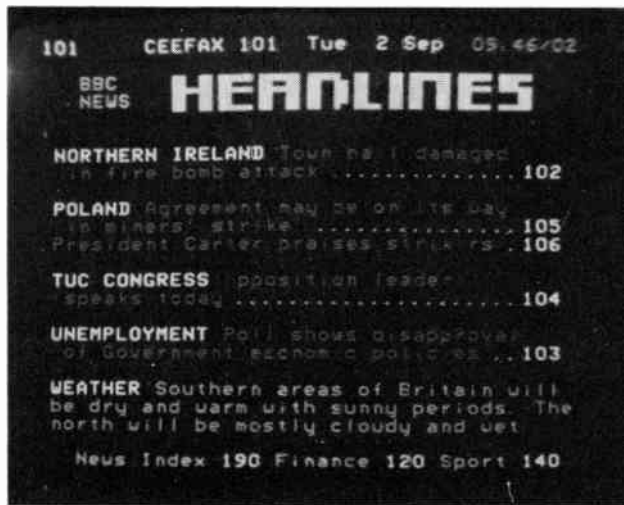 101 CEEFAX 101 Tue 2 Sep 09.46/02
BBC
NEWS HEADLINES
NORTHERN IRELAND Town hall damaged
in fire bomb attack .............. 102
POLAND Agreement may be on its way
in miners' strike ............... 105
President Carter praises strikers . 106
TUC CONGRESS Opposition leader
speaks today ..................... 104
UNEMPLOYMENT Poll shows disapproval
of Government economic policies .. 103
WEATHER Southern areas of Britain will
be dry and warm with sunny periods. The
north will be mostly cloudy and wet
News Index 190 Finance 120 Sport 140